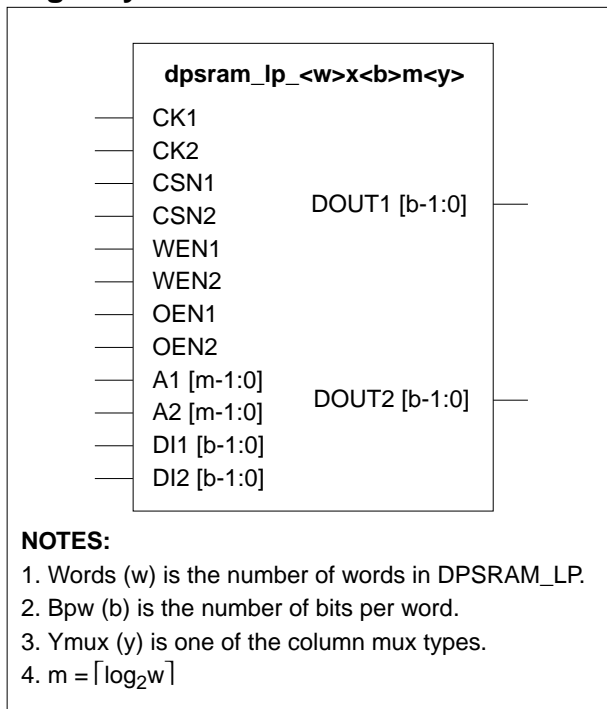 dpsram_lp_<w>x<b>m<y>
CK1
CK2
CSN1
CSN2
WEN1
WEN2
OEN1
OEN2
A1 [m-1:0]
A2 [m-1:0]
DI1 [b-1:0]
DI2 [b-1:0]
DOUT1 [b-1:0]
DOUT2 [b-1:0]
NOTES:
1. Words (w) is the number of words in DPSRAM_LP.
2. Bpw (b) is the number of bits per word.
3. Ymux (y) is one of the column mux types.
4. m = ⌈log₂w⌉